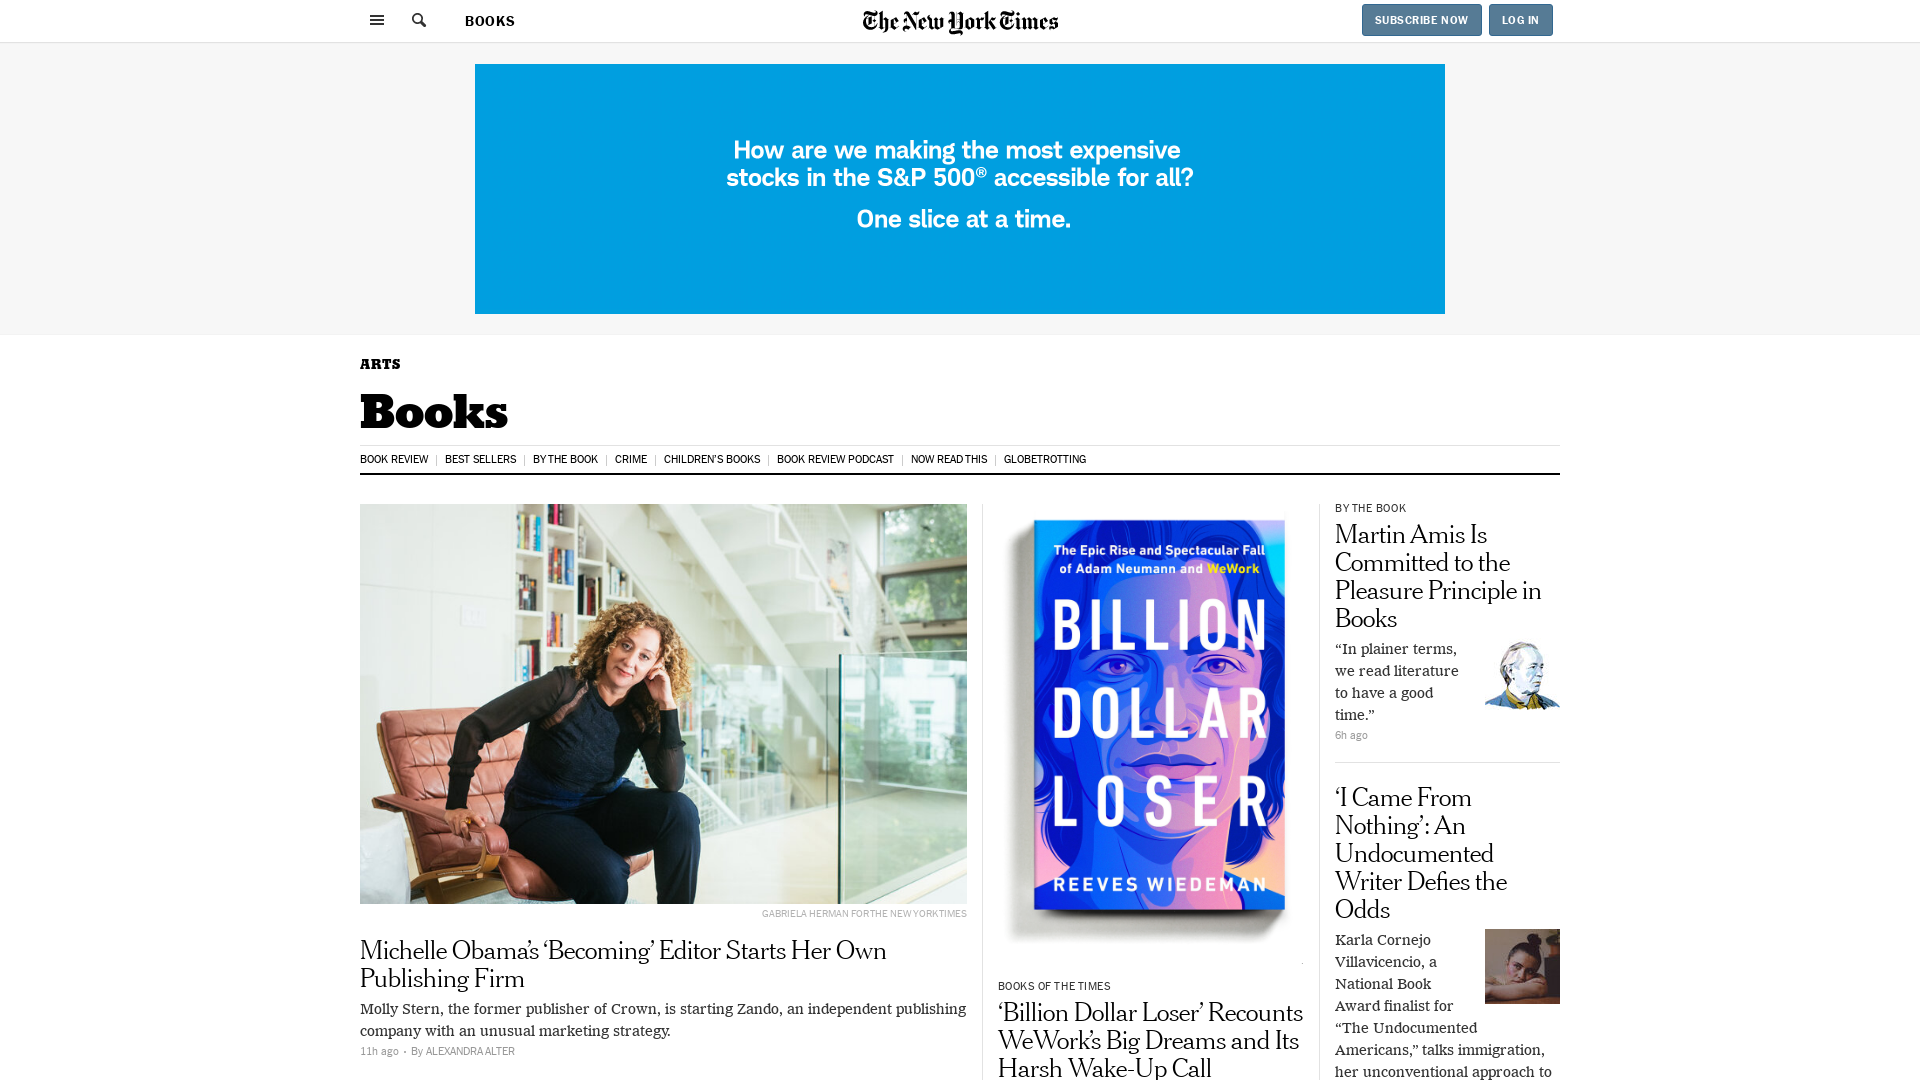 BOOKS
The New York Times
SUBSCRIBE NOW
LOG IN
How are we making the most expensive
stocks in the S&P 500® accessible for all?
One slice at a time.
ARTS
Books
BOOK REVIEW
BEST SELLERS
BY THE BOOK
CRIME
CHILDREN'S BOOKS
BOOK REVIEW PODCAST
NOW READ THIS
GLOBETROTTING
GABRIELA HERMAN FOR THE NEW YORK TIMES
Michelle Obama’s ‘Becoming’ Editor Starts Her Own
Publishing Firm
Molly Stern, the former publisher of Crown, is starting Zando, an independent publishing
company with an unusual marketing strategy.
11h ago · By ALEXANDRA ALTER
The Epic Rise and Spectacular Fall
of Adam Neumann and WeWork
BILLION
DOLLAR
LOSER
REEVES WIEDEMAN
BOOKS OF THE TIMES
‘Billion Dollar Loser’ Recounts
WeWork’s Big Dreams and Its
Harsh Wake-Up Call
BY THE BOOK
Martin Amis Is
Committed to the
Pleasure Principle in
Books
“In plainer terms,
we read literature
to have a good
time.”
6h ago
‘I Came From
Nothing’: An
Undocumented
Writer Defies the
Odds
Karla Cornejo
Villavicencio, a
National Book
Award finalist for
“The Undocumented
Americans,” talks immigration,
her unconventional approach to